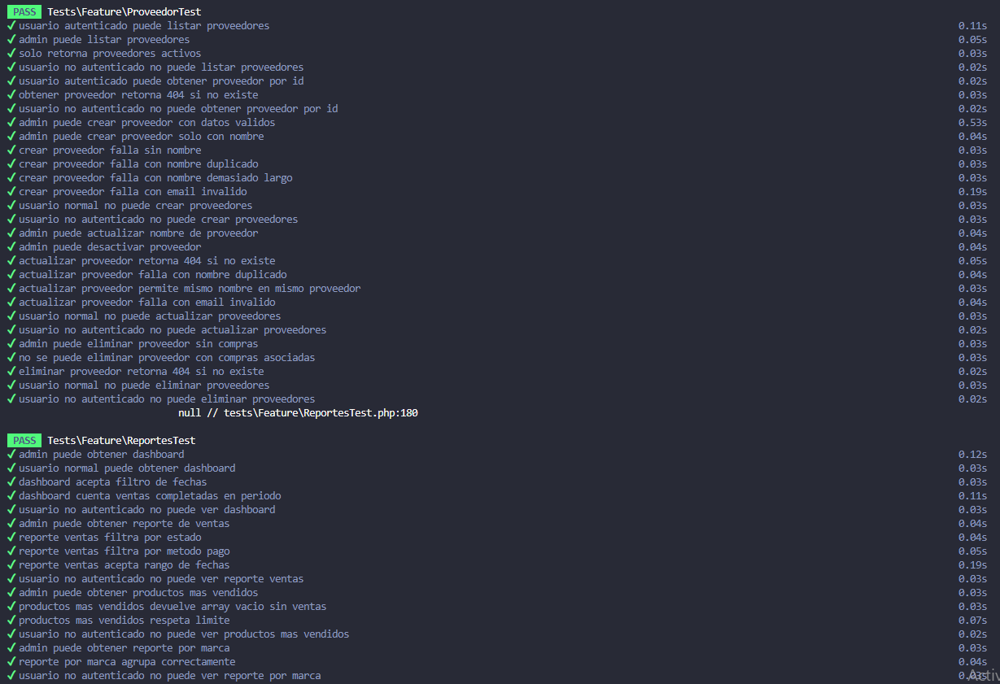 PASS Tests\Feature\ProveedorTest
✓ usuario autenticado puede listar proveedores 0.11s
✓ admin puede listar proveedores 0.05s
✓ solo retorna proveedores activos 0.03s
✓ usuario no autenticado no puede listar proveedores 0.02s
✓ usuario autenticado puede obtener proveedor por id 0.02s
✓ obtener proveedor retorna 404 si no existe 0.03s
✓ usuario no autenticado no puede obtener proveedor por id 0.02s
✓ admin puede crear proveedor con datos validos 0.53s
✓ admin puede crear proveedor solo con nombre 0.04s
✓ crear proveedor falla sin nombre 0.03s
✓ crear proveedor falla con nombre duplicado 0.03s
✓ crear proveedor falla con nombre demasiado largo 0.03s
✓ crear proveedor falla con email invalido 0.19s
✓ usuario normal no puede crear proveedores 0.03s
✓ usuario no autenticado no puede crear proveedores 0.03s
✓ admin puede actualizar nombre de proveedor 0.04s
✓ admin puede desactivar proveedor 0.04s
✓ actualizar proveedor retorna 404 si no existe 0.05s
✓ actualizar proveedor falla con nombre duplicado 0.04s
✓ actualizar proveedor permite mismo nombre en mismo proveedor 0.03s
✓ actualizar proveedor falla con email invalido 0.04s
✓ usuario normal no puede actualizar proveedores 0.03s
✓ usuario no autenticado no puede actualizar proveedores 0.02s
✓ admin puede eliminar proveedor sin compras 0.03s
✓ no se puede eliminar proveedor con compras asociadas 0.03s
✓ eliminar proveedor retorna 404 si no existe 0.02s
✓ usuario normal no puede eliminar proveedores 0.03s
✓ usuario no autenticado no puede eliminar proveedores 0.02s
null // tests\Feature\ReportesTest.php:180
PASS Tests\Feature\ReportesTest
✓ admin puede obtener dashboard 0.12s
✓ usuario normal puede obtener dashboard 0.03s
✓ dashboard acepta filtro de fechas 0.03s
✓ dashboard cuenta ventas completadas en periodo 0.11s
✓ usuario no autenticado no puede ver dashboard 0.03s
✓ admin puede obtener reporte de ventas 0.04s
✓ reporte ventas filtra por estado 0.04s
✓ reporte ventas filtra por metodo pago 0.05s
✓ reporte ventas acepta rango de fechas 0.19s
✓ usuario no autenticado no puede ver reporte ventas 0.03s
✓ admin puede obtener productos mas vendidos 0.03s
✓ productos mas vendidos devuelve array vacio sin ventas 0.03s
✓ productos mas vendidos respeta limite 0.07s
✓ usuario no autenticado no puede ver productos mas vendidos 0.02s
✓ admin puede obtener reporte por marca 0.03s
✓ reporte por marca agrupa correctamente 0.04s
✓ usuario no autenticado no puede ver reporte por marca